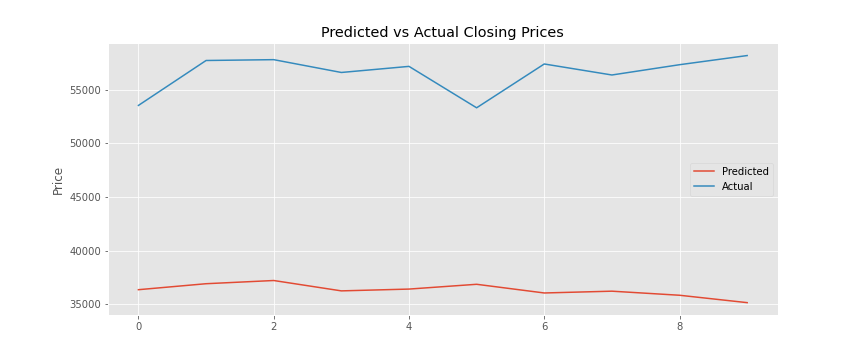 Predicted vs Actual Closing Prices
Price
55000
50000
45000
40000
35000
Predicted
Actual
0 2 4 6 8